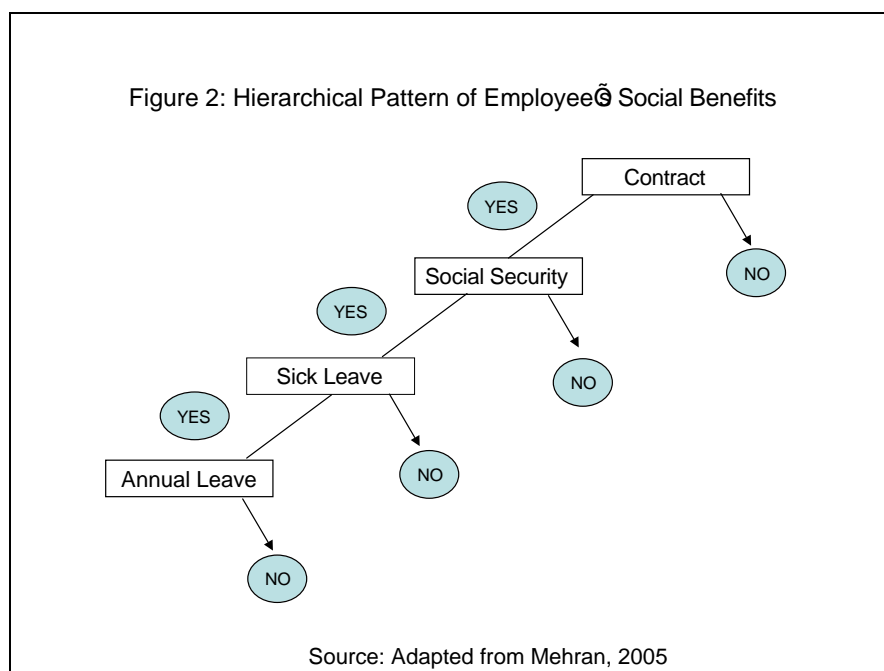 Figure 2: Hierarchical Pattern of EmployeeÕs Social Benefits
Contract
YES
Social Security
NO
YES
Sick Leave
NO
YES
Annual Leave
NO
NO
Source: Adapted from Mehran, 2005